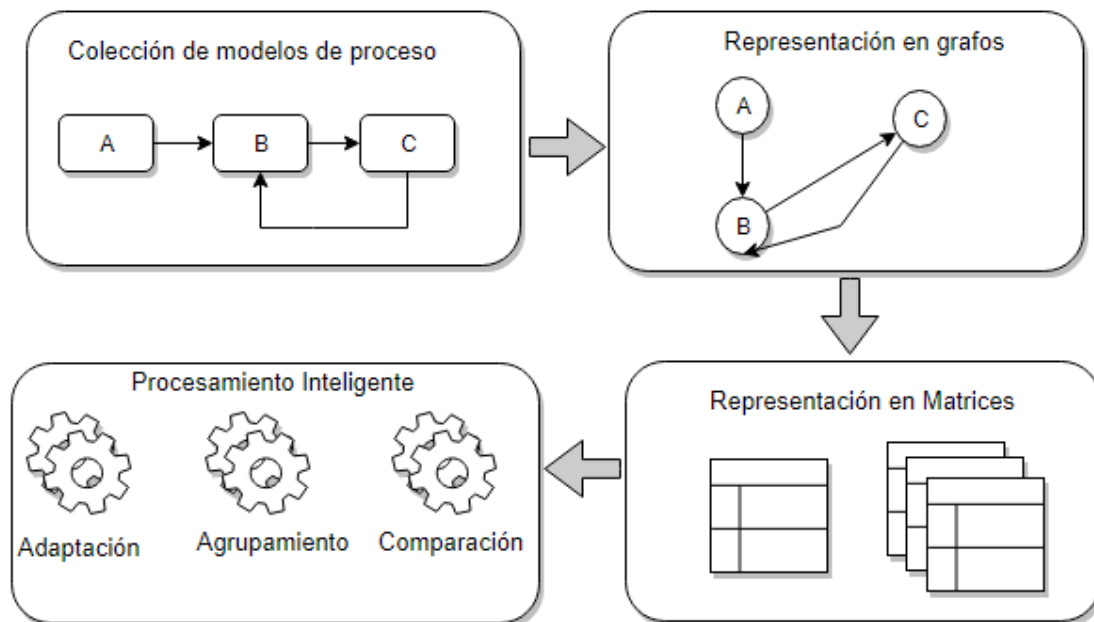 Colección de modelos de proceso
A
B
C
Representación en grafos
A
C
B
Procesamiento Inteligente
Adaptación
Agrupamiento
Comparación
Representación en Matrices